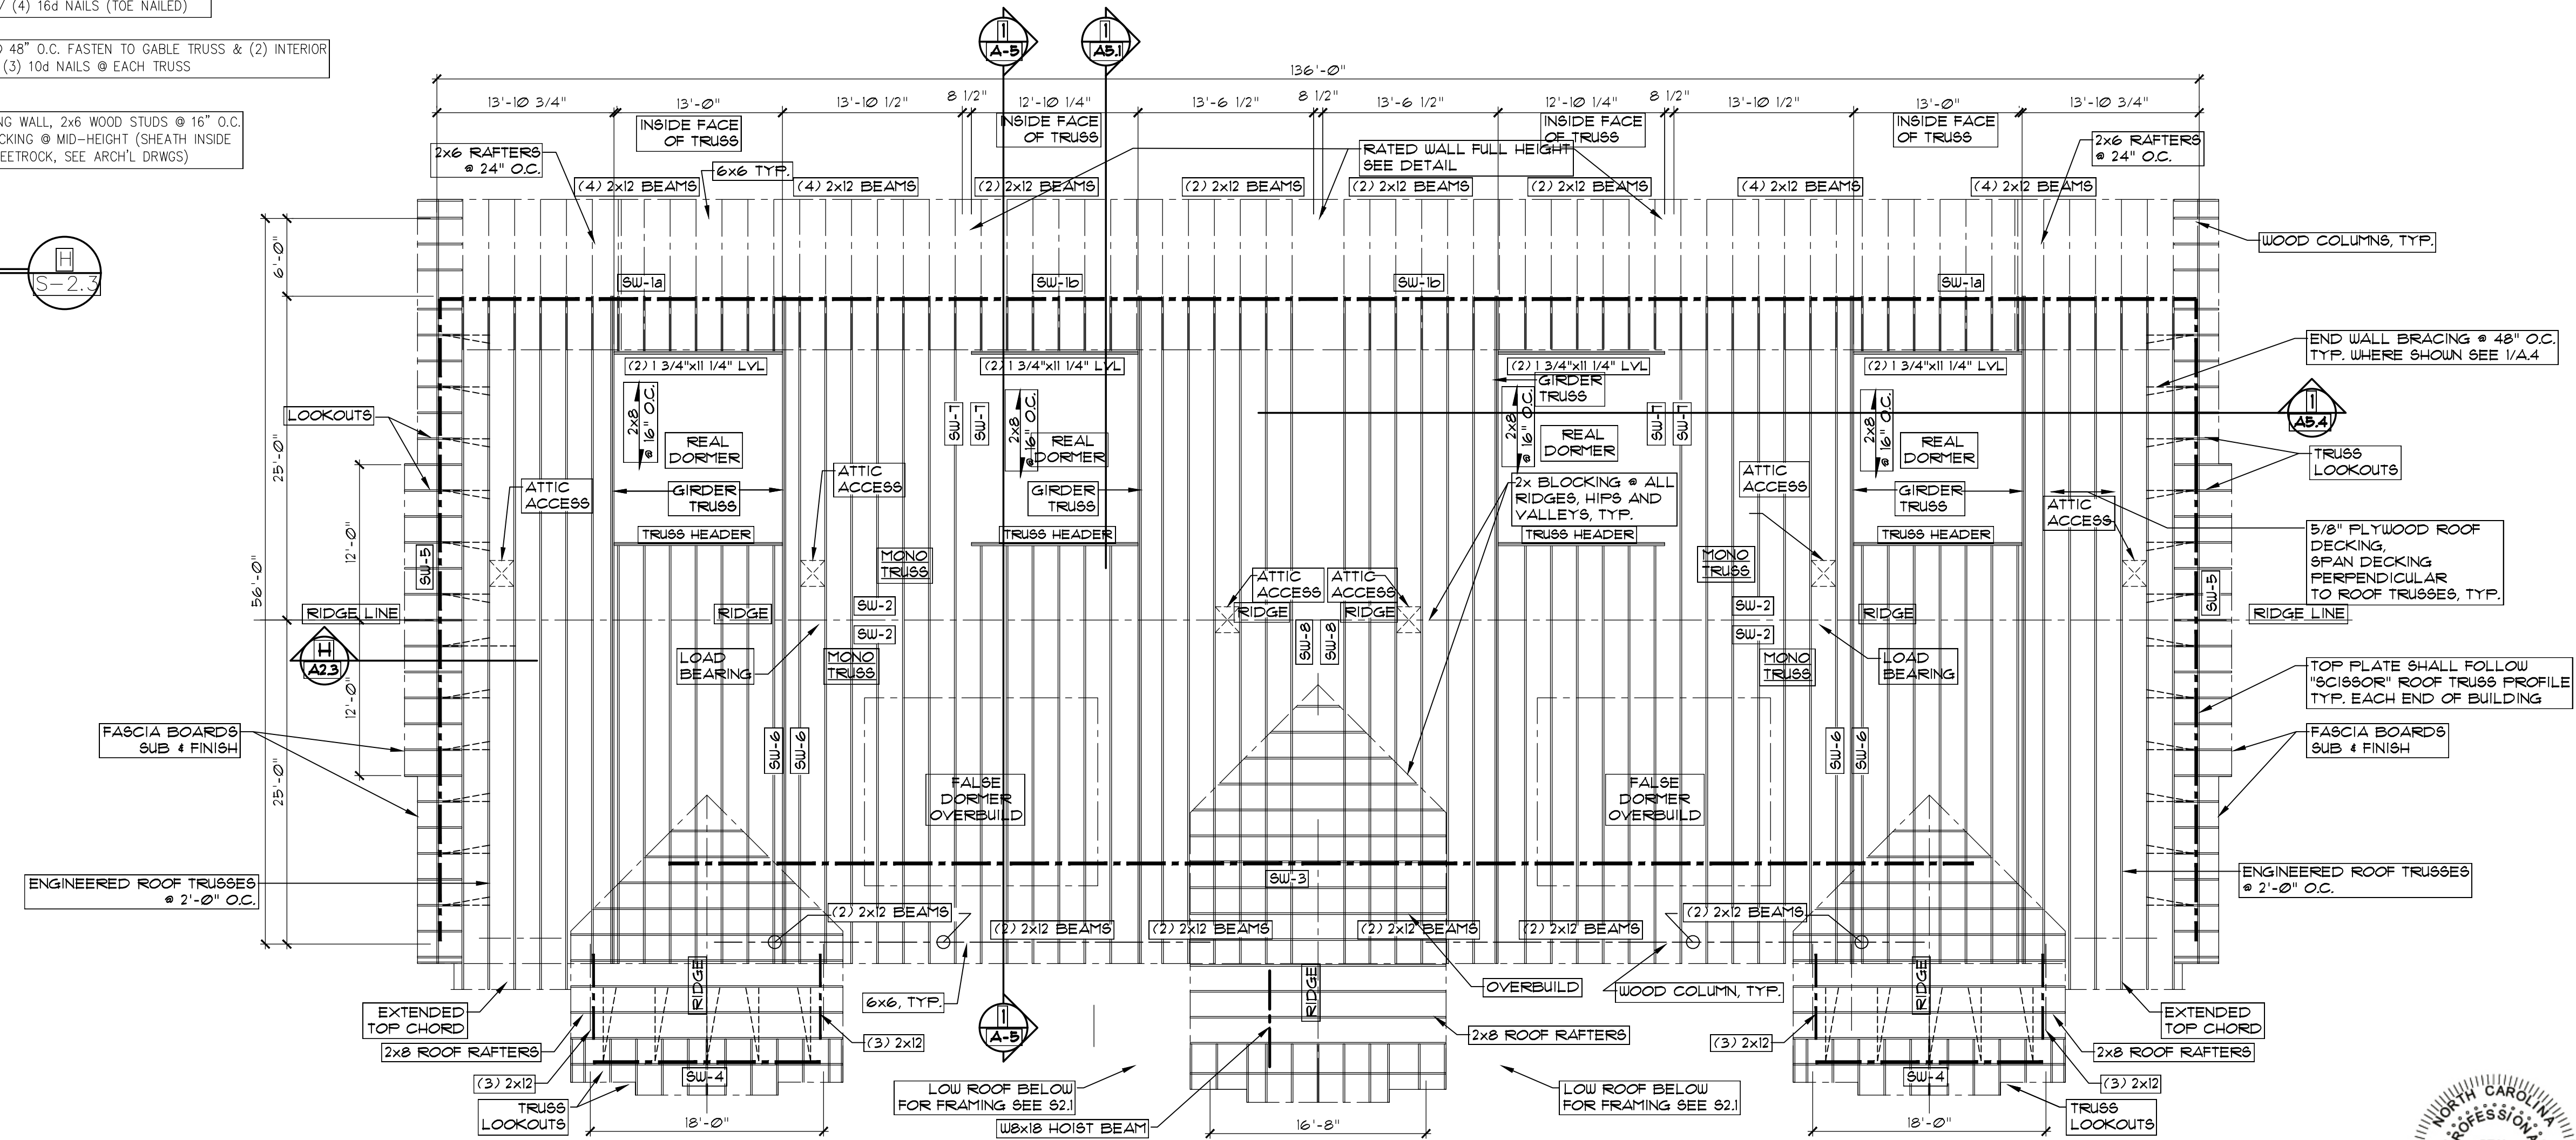 / (4) 16d NAILS (TOE NAILED)
48" O.C. FASTEN TO GABLE TRUSS & (2) INTERIOR
(3) 10d NAILS @ EACH TRUSS
NG WALL, 2x6 WOOD STUDS @ 16" O.C.
CKING @ MID-HEIGHT (SHEATH INSIDE
EETROCK, SEE ARCH'L DRWGS)
H
S-2.3
1
A-5
1
A5.1
136'-0"
13'-10 3/4"
13'-0"
13'-10 1/2"
8 1/2"
12'-10 1/4"
13'-6 1/2"
8 1/2"
13'-6 1/2"
12'-10 1/4"
8 1/2"
13'-10 1/2"
13'-0"
13'-10 3/4"
INSIDE FACE
OF TRUSS
INSIDE FACE
OF TRUSS
INSIDE FACE
OF TRUSS
INSIDE FACE
OF TRUSS
2x6 RAFTERS
@ 24" O.C.
6x6 TYP.
RATED WALL FULL HEIGHT
SEE DETAIL
2x6 RAFTERS
@ 24" O.C.
(4) 2x12 BEAMS
(4) 2x12 BEAMS
(2) 2x12 BEAMS
(2) 2x12 BEAMS
(2) 2x12 BEAMS
(2) 2x12 BEAMS
(4) 2x12 BEAMS
(4) 2x12 BEAMS
WOOD COLUMNS, TYP.
6'-0"
SW-1a
SW-1b
SW-1b
SW-1a
END WALL BRACING @ 48" O.C.
TYP. WHERE SHOWN SEE 1/A.4
(2) 1 3/4"x11 1/4" LVL
(2) 1 3/4"x11 1/4" LVL
(2) 1 3/4"x11 1/4" LVL
(2) 1 3/4"x11 1/4" LVL
GIRDER
TRUSS
1
A5.4
LOOKOUTS
2x8
@ 16" O.C.
2x8
@ 16" O.C.
2x8
@ 16" O.C.
2x8
@ 16" O.C.
SW-7
SW-7
SW-7
SW-7
REAL
DORMER
REAL
DORMER
REAL
DORMER
REAL
DORMER
TRUSS
LOOKOUTS
25'-0"
12'-0"
56'-0"
ATTIC
ACCESS
ATTIC
ACCESS
ATTIC
ACCESS
ATTIC
ACCESS
GIRDER
TRUSS
GIRDER
TRUSS
GIRDER
TRUSS
2x BLOCKING @ ALL
RIDGES, HIPS AND
VALLEYS, TYP.
TRUSS HEADER
TRUSS HEADER
TRUSS HEADER
TRUSS HEADER
5/8" PLYWOOD ROOF
DECKING,
SPAN DECKING
PERPENDICULAR
TO ROOF TRUSSES, TYP.
SW-5
MONO
TRUSS
MONO
TRUSS
SW-5
ATTIC
ACCESS
ATTIC
ACCESS
SW-2
SW-2
RIDGE LINE
RIDGE
RIDGE
RIDGE
RIDGE
RIDGE LINE
SW-2
SW-2
SW-8
SW-8
H
A2.3
LOAD
BEARING
MONO
TRUSS
MONO
TRUSS
LOAD
BEARING
TOP PLATE SHALL FOLLOW
"SCISSOR" ROOF TRUSS PROFILE
TYP. EACH END OF BUILDING
12'-0"
25'-0"
FASCIA BOARDS
SUB & FINISH
SW-6
SW-6
SW-6
SW-6
FASCIA BOARDS
SUB & FINISH
FALSE
DORMER
OVERBUILD
FALSE
DORMER
OVERBUILD
ENGINEERED ROOF TRUSSES
@ 2'-0" O.C.
SW-3
ENGINEERED ROOF TRUSSES
@ 2'-0" O.C.
(2) 2x12 BEAMS
(2) 2x12 BEAMS
(2) 2x12 BEAMS
(2) 2x12 BEAMS
(2) 2x12 BEAMS
(2) 2x12 BEAMS
RIDGE
RIDGE
RIDGE
OVERBUILD
WOOD COLUMN, TYP.
6x6, TYP.
EXTENDED
TOP CHORD
EXTENDED
TOP CHORD
1
A-5
2x8 ROOF RAFTERS
(3) 2x12
2x8 ROOF RAFTERS
(3) 2x12
2x8 ROOF RAFTERS
(3) 2x12
SW-4
SW-4
(3) 2x12
LOW ROOF BELOW
FOR FRAMING SEE S2.1
LOW ROOF BELOW
FOR FRAMING SEE S2.1
TRUSS
LOOKOUTS
W8x18 HOIST BEAM
TRUSS
LOOKOUTS
18'-0"
16'-8"
18'-0"
NORTH CAROLINA
PROFESSIONA